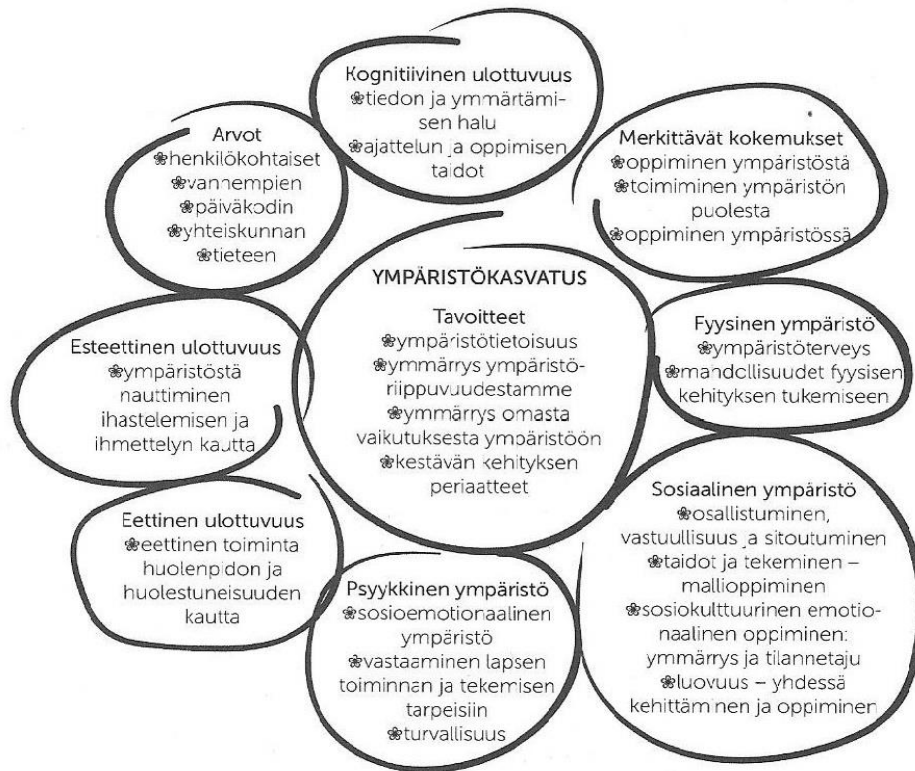 Kognitiivinen ulottuvuus
❀tiedon ja ymmärtämi-
sen halu
❀ajattelun ja oppimisen
taidot
Arvot
❀henkilökohtaiset
❀vanhempien
❀päiväkodin
❀yhteiskunnan
❀tieteen
Merkittävät kokemukset
❀oppiminen ympäristöstä
❀toimiminen ympäristön
puolesta
❀oppiminen ympäristössä
YMPÄRISTÖKASVATUS
Tavoitteet
❀ympäristötietoisuus
❀ymmärrys ympäristö-
riippuvuudestamme
❀ymmärrys omasta
vaikutuksesta ympäristöön
❀kestävän kehityksen
periaatteet
Esteettinen ulottuvuus
❀ympäristöstä
nauttiminen
ihastelemisen ja
ihmettelyn kautta
Fyysinen ympäristö
❀ympäristöterveys
❀mahdollisuudet fyysisen
kehityksen tukemiseen
Eettinen ulottuvuus
❀eettinen toiminta
huolenpidon ja
huolestuneisuuden
kautta
Psyykkinen ympäristö
❀sosioemotionaalinen
ympäristö
❀vastaaminen lapsen
toiminnan ja tekemisen
tarpeisiin
❀turvallisuus
Sosiaalinen ympäristö
❀osallistuminen,
vastuullisuus ja sitoutuminen
❀taidot ja tekeminen –
mallioppiminen
❀sosiokulttuurinen emotio-
naalinen oppiminen:
ymmärrys ja tilannetaju
❀luovuus – yhdessä
kehittäminen ja oppiminen